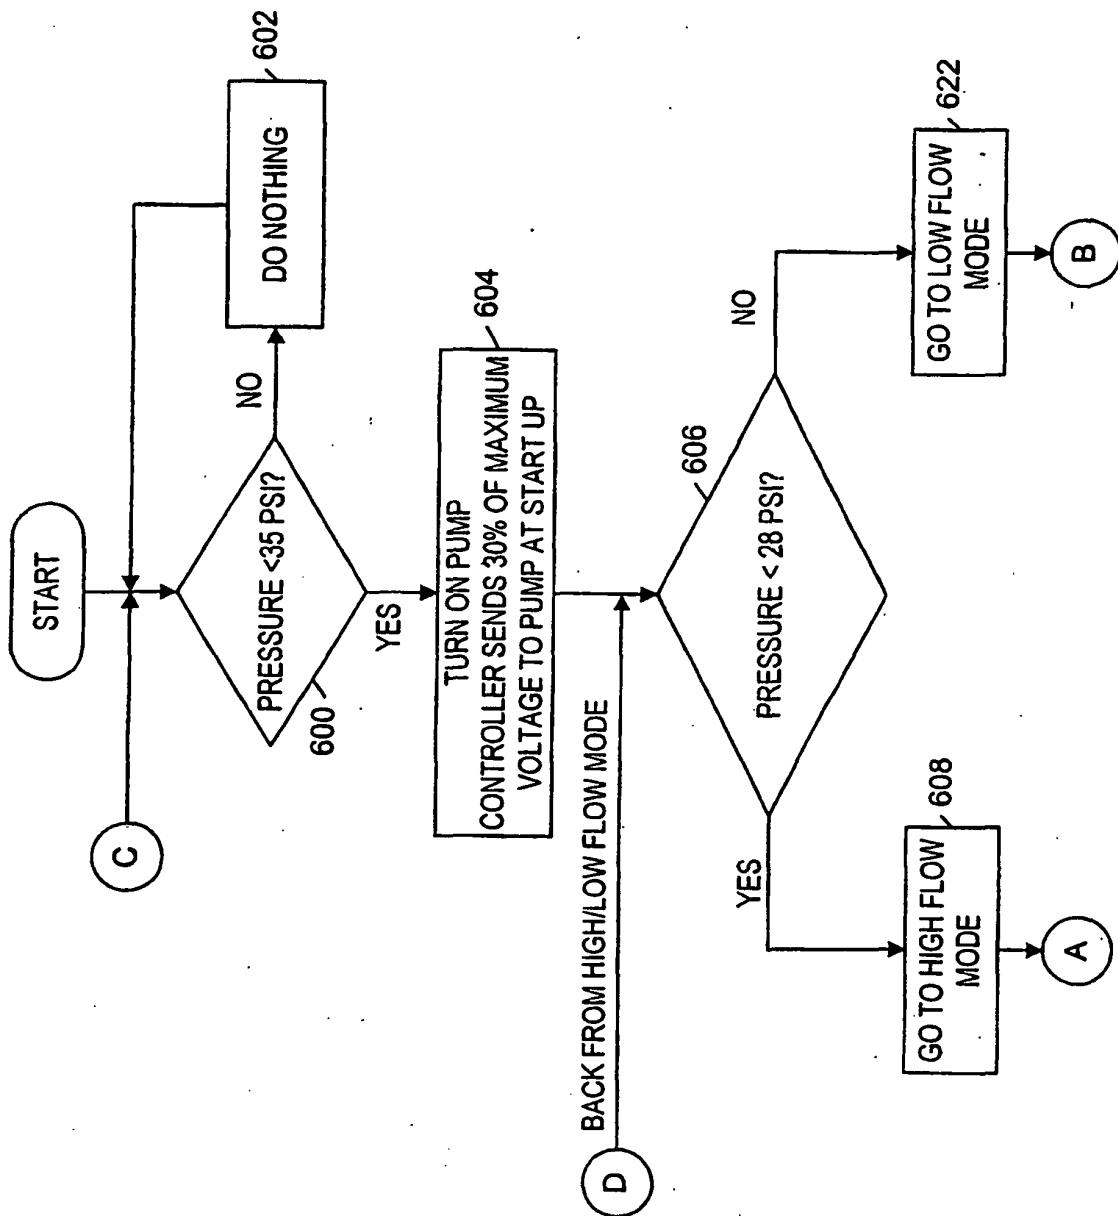 START
C
PRESSURE <35 PSI?
600
NO
DO NOTHING
602
YES
TURN ON PUMP
CONTROLLER SENDS 30% OF MAXIMUM
VOLTAGE TO PUMP AT START UP
604
D
BACK FROM HIGH/LOW FLOW MODE
PRESSURE < 28 PSI?
606
YES
NO
GO TO HIGH FLOW
MODE
608
A
GO TO LOW FLOW
MODE
622
B